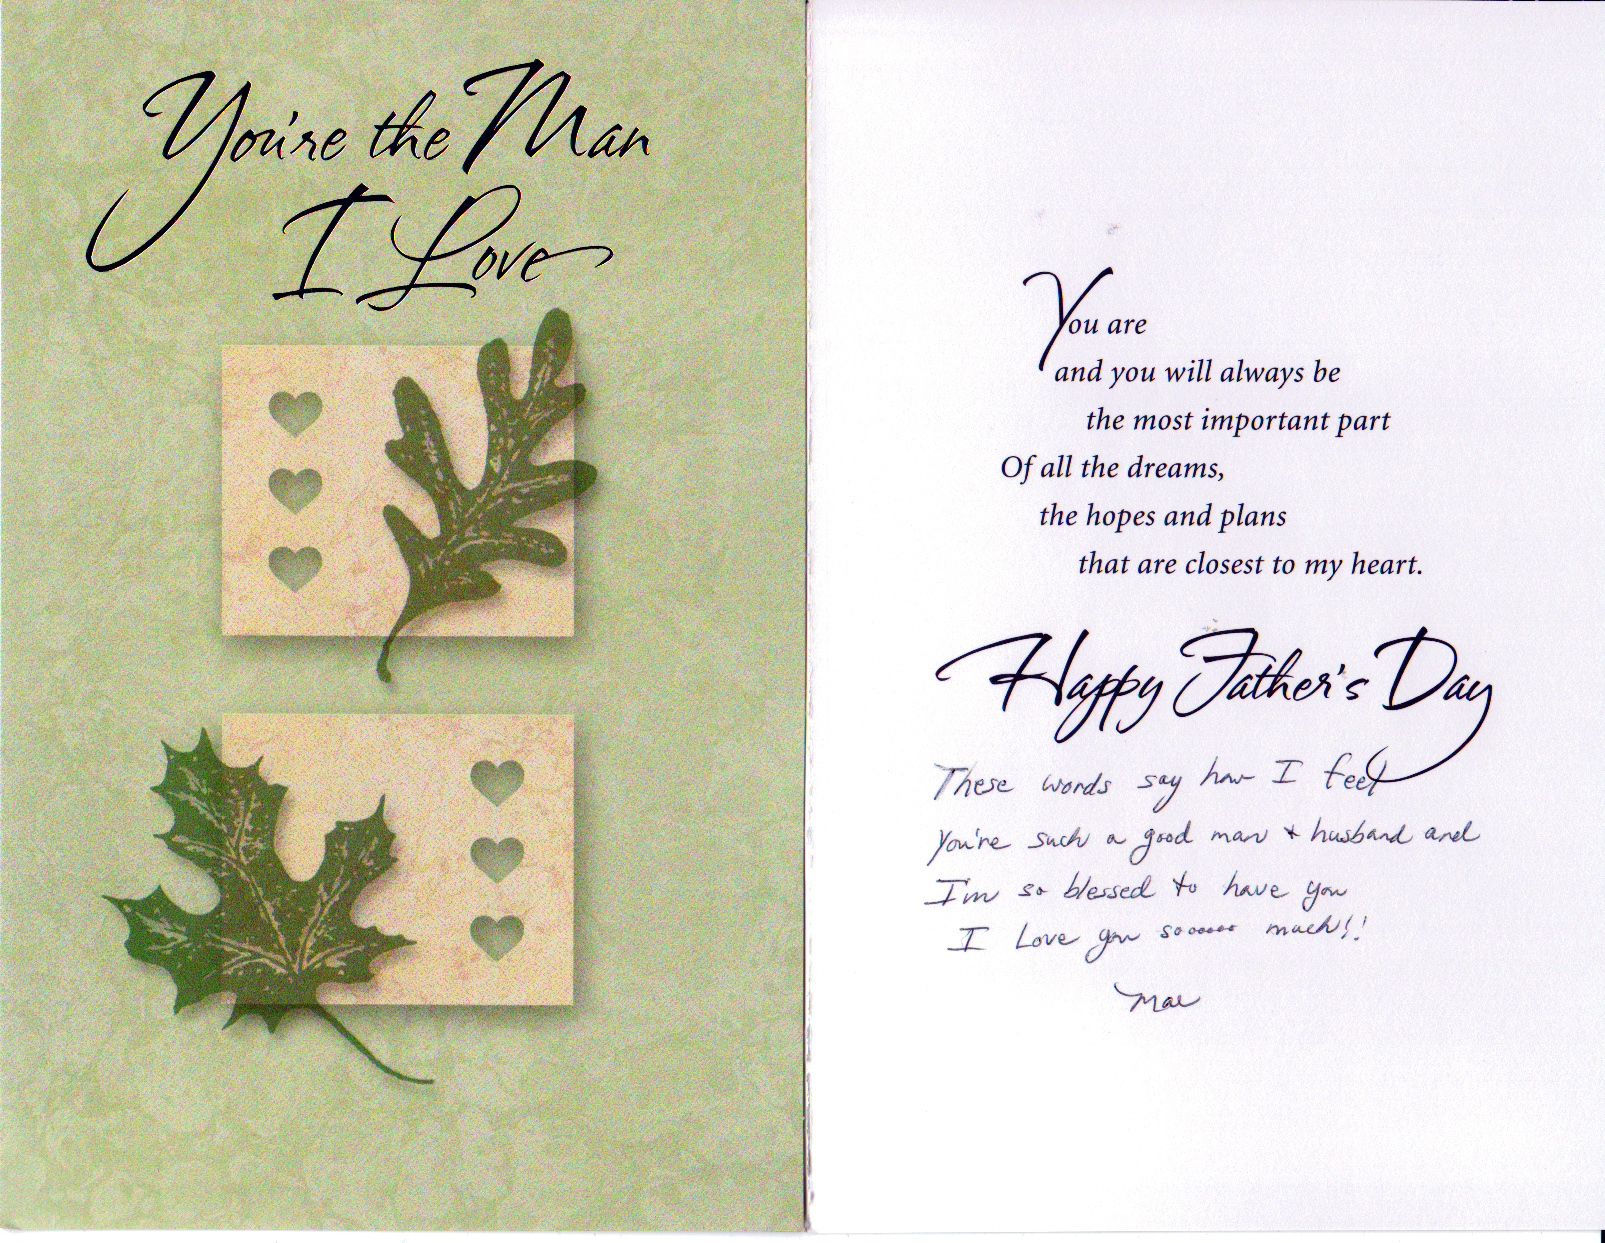 You're the Man
I Love
You are
and you will always be
the most important part
Of all the dreams,
the hopes and plans
that are closest to my heart.
Happy Father's Day
These words say how I feel
You're such a good man + husband and
I'm so blessed to have you
I Love you soooooo much!!
Mae